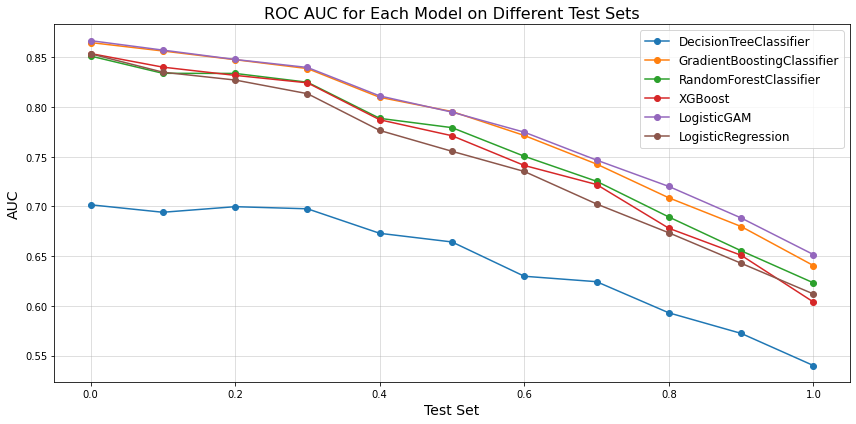 ROC AUC for Each Model on Different Test Sets
DecisionTreeClassifier
GradientBoostingClassifier
RandomForestClassifier
XGBoost
LogisticGAM
LogisticRegression
AUC
0.85
0.80
0.75
0.70
0.65
0.60
0.55
0.0 0.2 0.4 0.6 0.8 1.0
Test Set